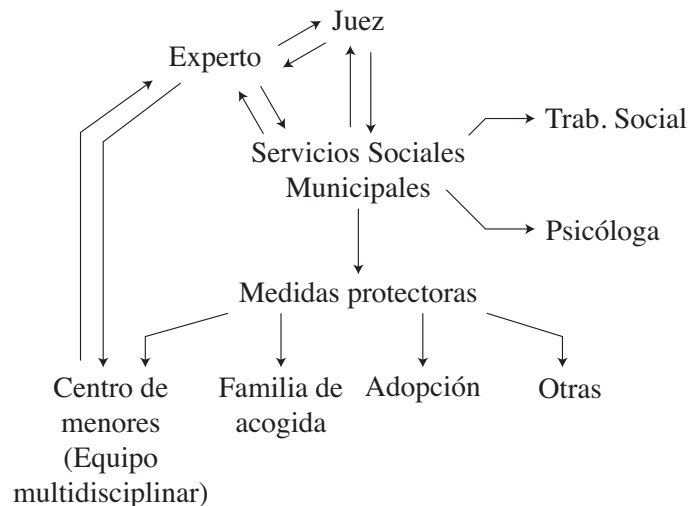 Juez
Experto
Trab. Social
Servicios Sociales
Municipales
Psicóloga
Medidas protectoras
Centro de
menores
(Equipo
multidisciplinar)
Familia de
acogida
Adopción
Otras